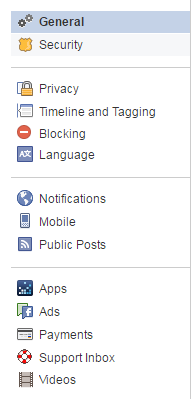 General
Security
Privacy
Timeline and Tagging
Blocking
Language
Notifications
Mobile
Public Posts
Apps
Ads
Payments
Support Inbox
Videos